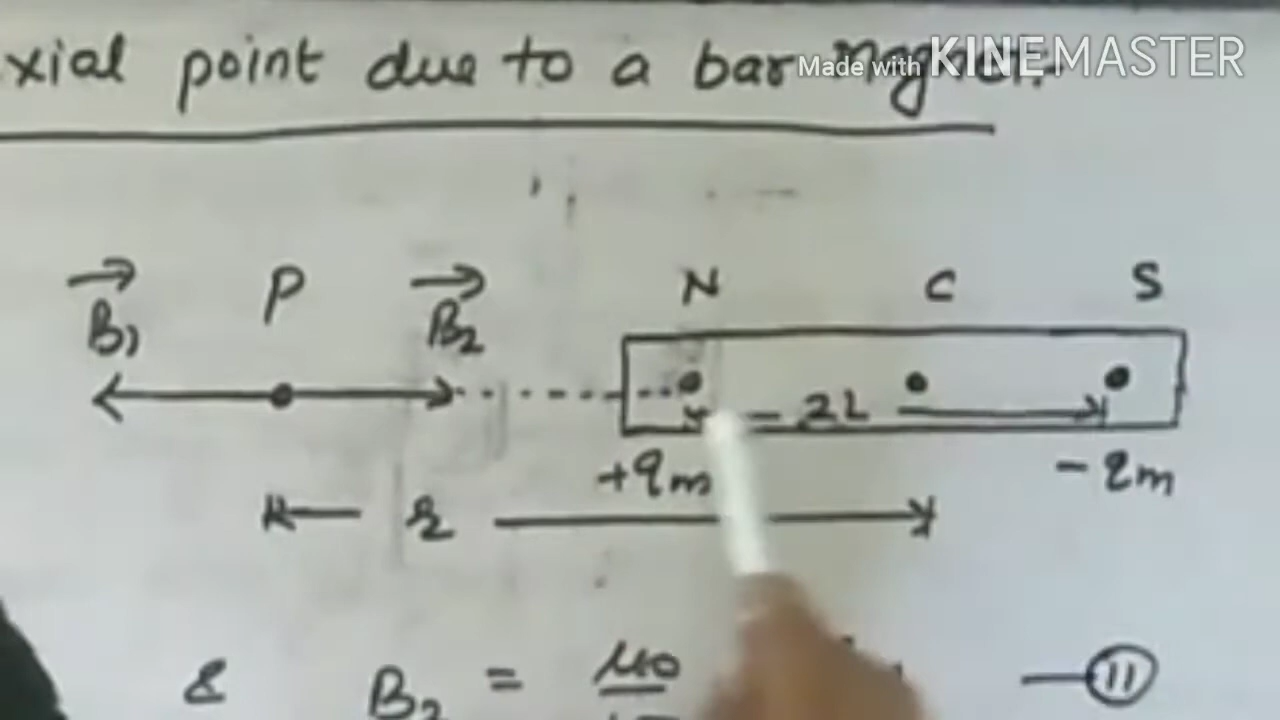 xial point due to a bar
Made with KINEMASTER
B₁ P B₂ N C S
2L
+qm -qm
r
& B₂ = μ₀ (11)